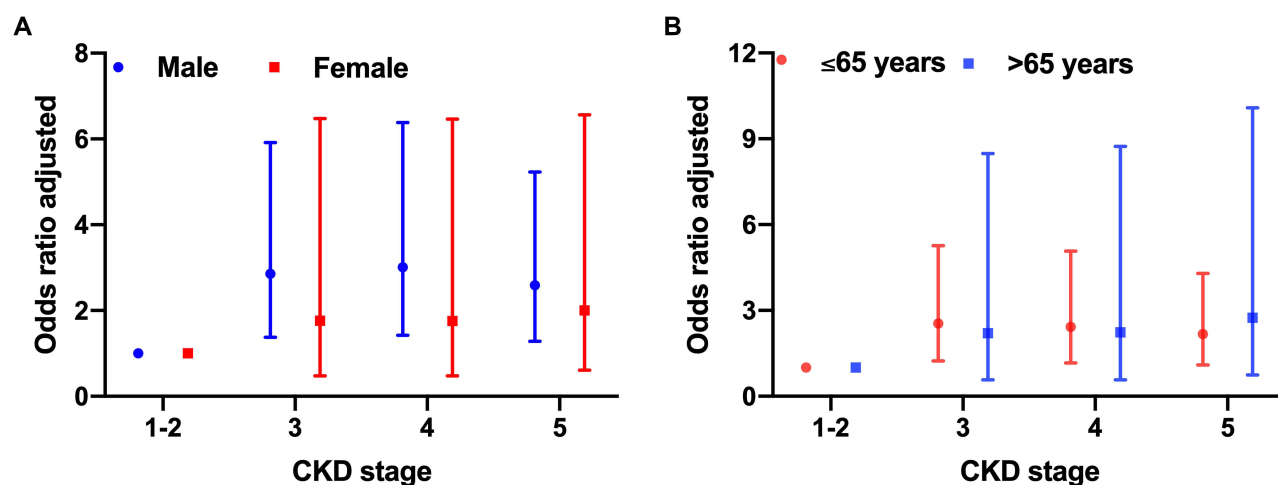 A
Male Female
Odds ratio adjusted
8
6
4
2
0
1-2 3 4 5
CKD stage
B
≤65 years >65 years
Odds ratio adjusted
12
9
6
3
0
1-2 3 4 5
CKD stage